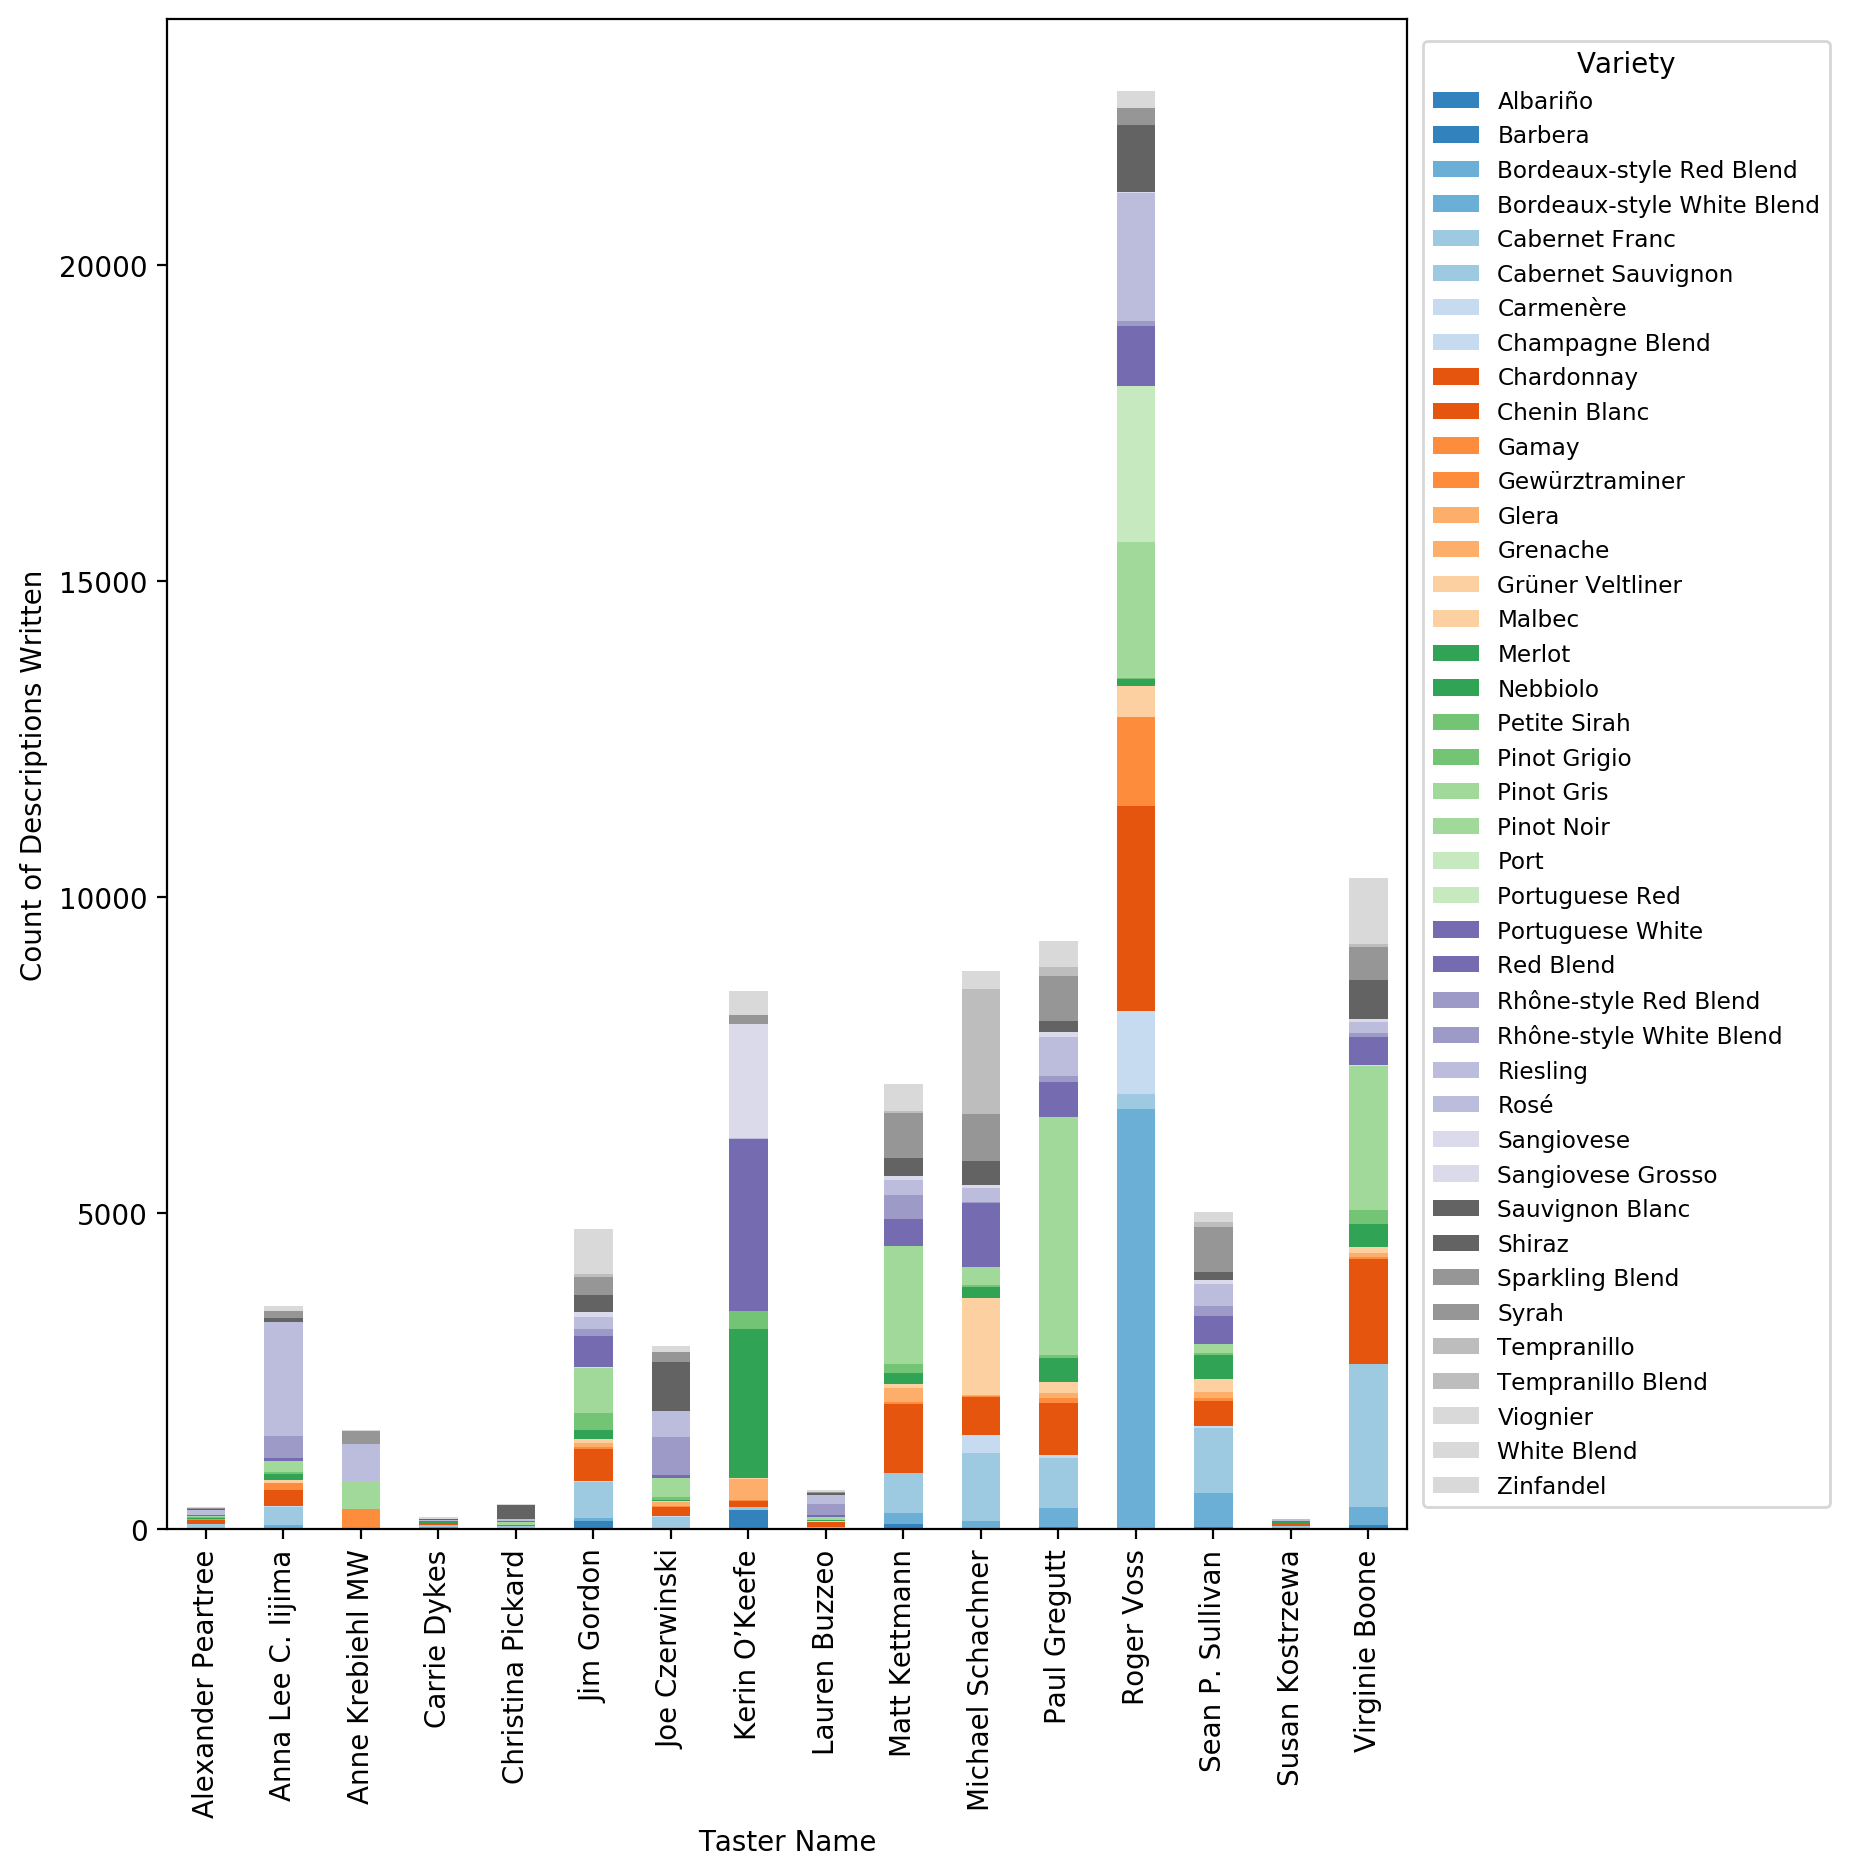 Variety
Albariño
Barbera
Bordeaux-style Red Blend
Bordeaux-style White Blend
Cabernet Franc
Cabernet Sauvignon
Carmenère
Champagne Blend
Chardonnay
Chenin Blanc
Gamay
Gewürztraminer
Glera
Grenache
Grüner Veltliner
Malbec
Merlot
Nebbiolo
Petite Sirah
Pinot Grigio
Pinot Gris
Pinot Noir
Port
Portuguese Red
Portuguese White
Red Blend
Rhône-style Red Blend
Rhône-style White Blend
Riesling
Rosé
Sangiovese
Sangiovese Grosso
Sauvignon Blanc
Shiraz
Sparkling Blend
Syrah
Tempranillo
Tempranillo Blend
Viognier
White Blend
Zinfandel
Count of Descriptions Written
20000
15000
10000
5000
0
Alexander Peartree
Anna Lee C. Iijima
Anne Krebiehl MW
Carrie Dykes
Christina Pickard
Jim Gordon
Joe Czerwinski
Kerin O’Keefe
Lauren Buzzeo
Matt Kettmann
Michael Schachner
Paul Gregutt
Roger Voss
Sean P. Sullivan
Susan Kostrzewa
Virginie Boone
Taster Name